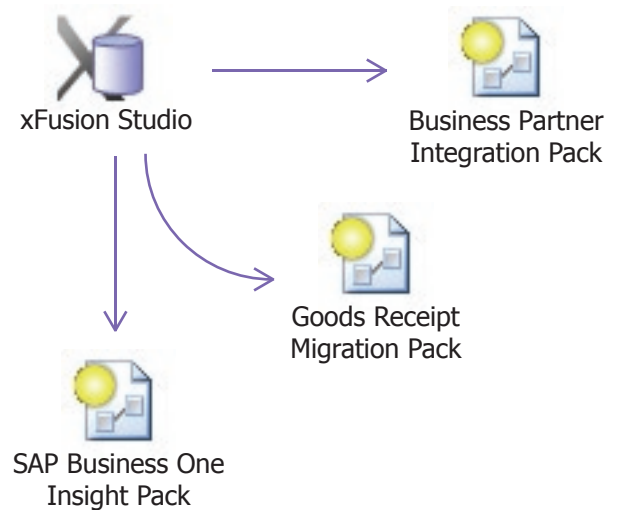 xFusion Studio
Business Partner
Integration Pack
Goods Receipt
Migration Pack
SAP Business One
Insight Pack